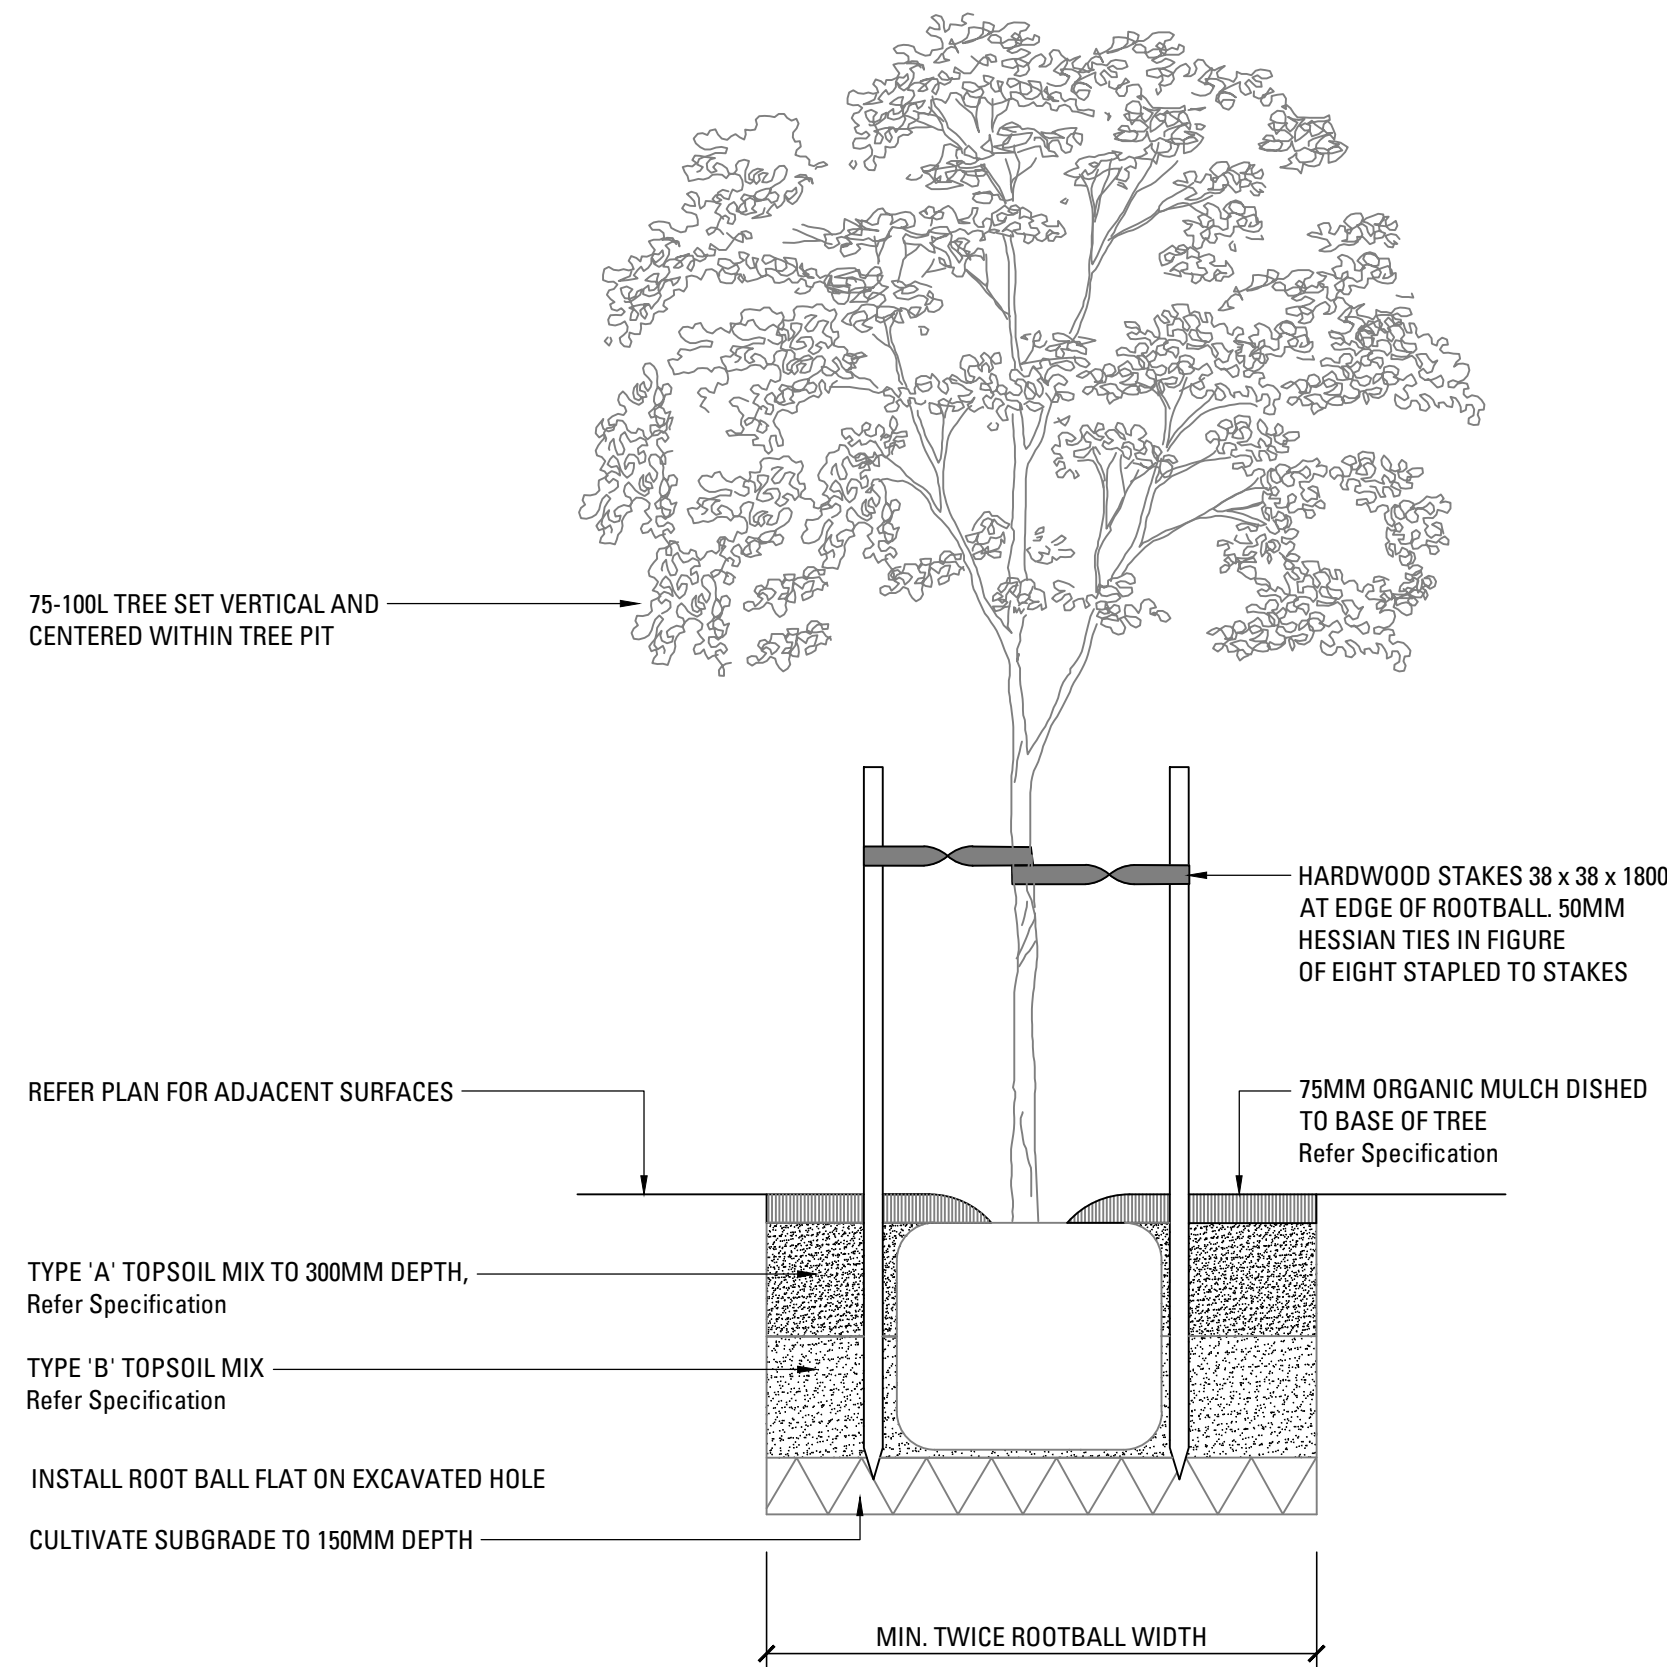 75-100L TREE SET VERTICAL AND
CENTERED WITHIN TREE PIT
HARDWOOD STAKES 38 x 38 x 1800
AT EDGE OF ROOTBALL. 50MM
HESSIAN TIES IN FIGURE
OF EIGHT STAPLED TO STAKES
REFER PLAN FOR ADJACENT SURFACES
75MM ORGANIC MULCH DISHED
TO BASE OF TREE
Refer Specification
TYPE 'A' TOPSOIL MIX TO 300MM DEPTH,
Refer Specification
TYPE 'B' TOPSOIL MIX
Refer Specification
INSTALL ROOT BALL FLAT ON EXCAVATED HOLE
CULTIVATE SUBGRADE TO 150MM DEPTH
MIN. TWICE ROOTBALL WIDTH